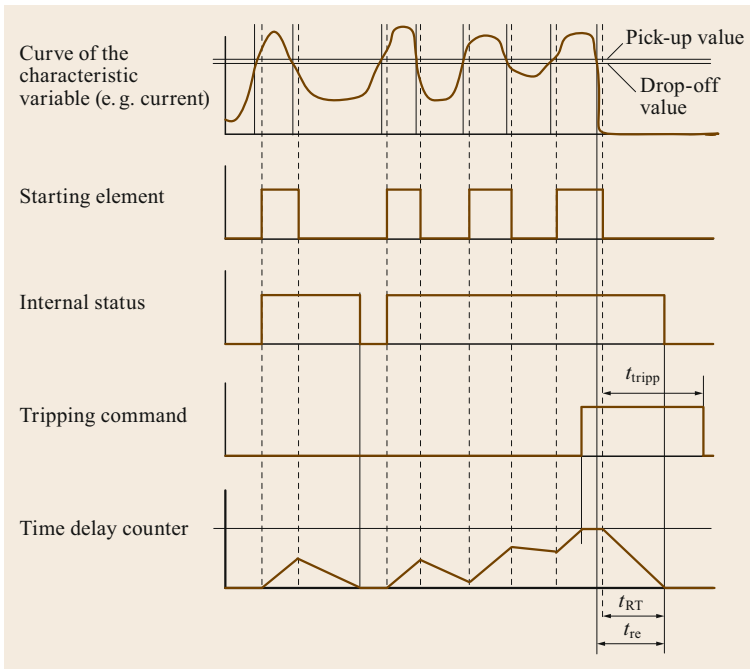 Curve of the
characteristic
variable (e. g. current)
Pick-up value
Drop-off
value
Starting element
Internal status
t_tripp
Tripping command
Time delay counter
t_RT
t_re